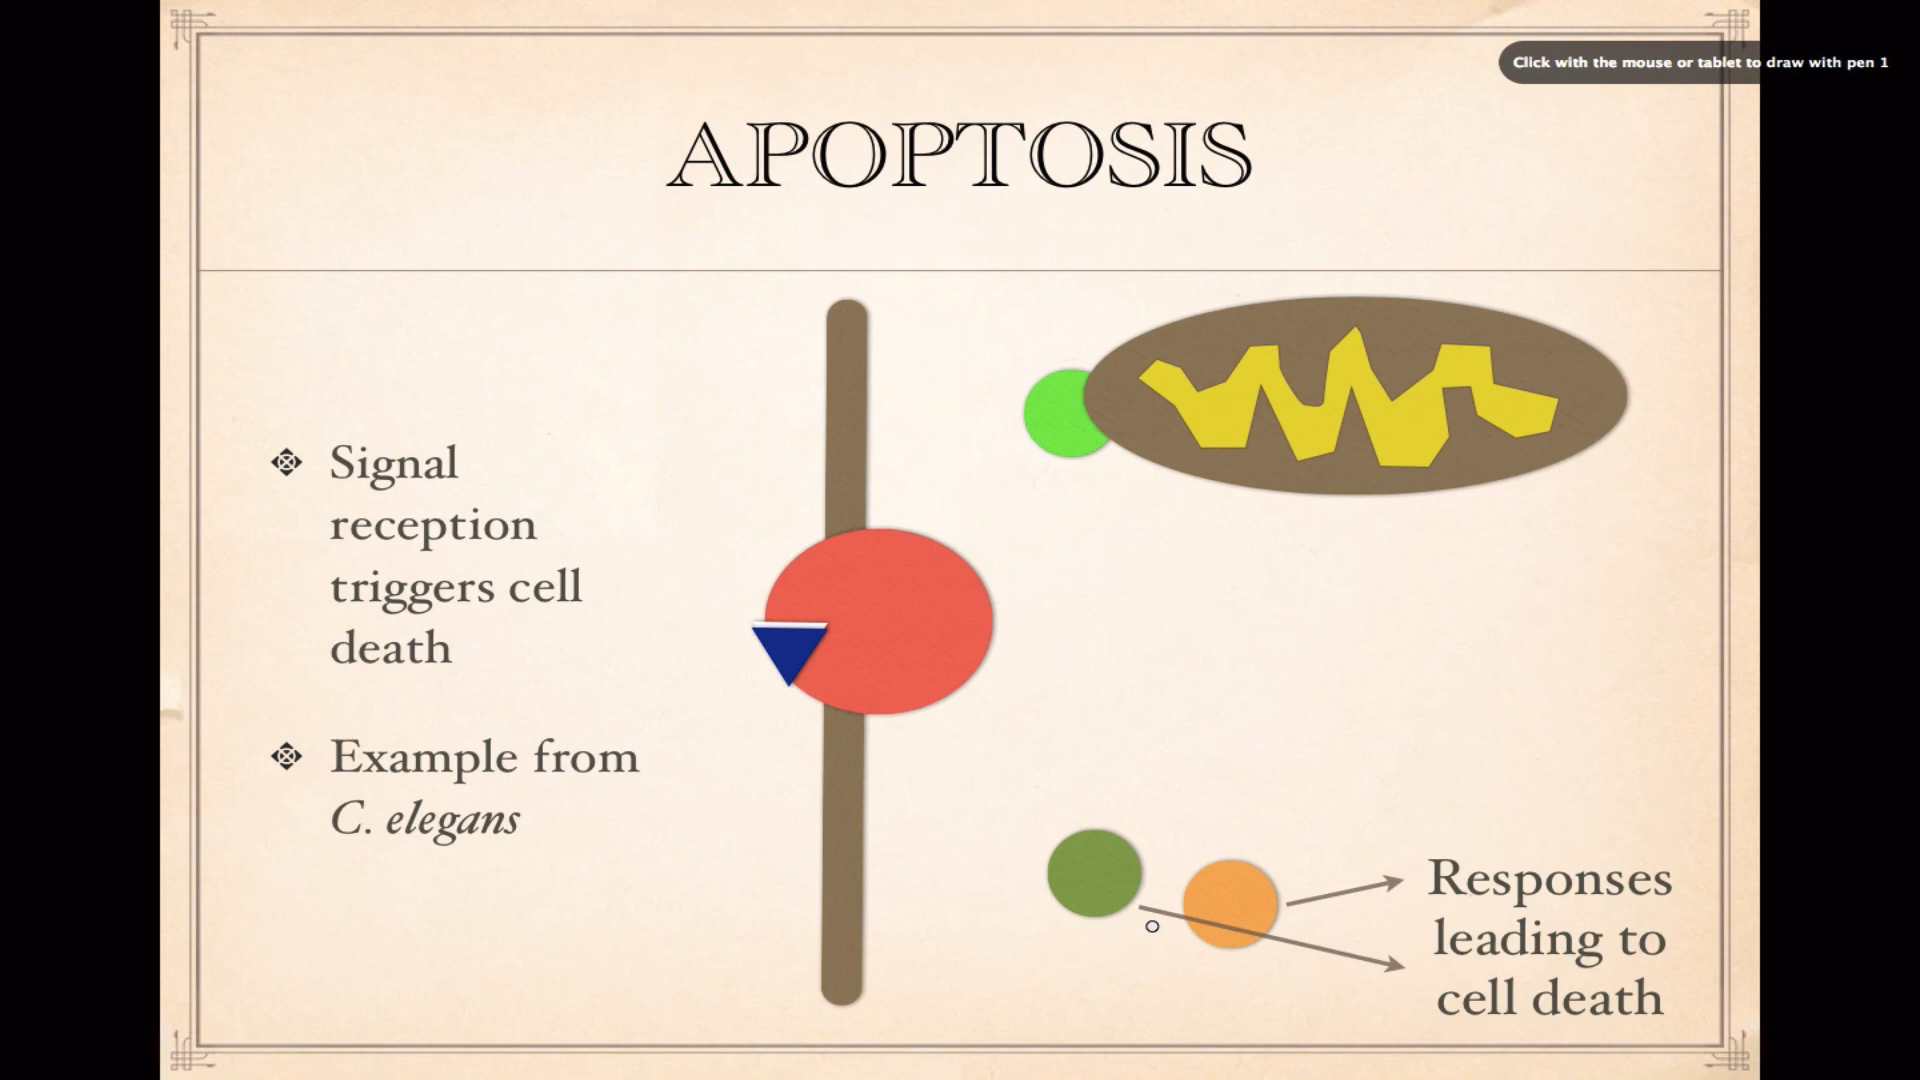 Click with the mouse or tablet to draw with pen 1
APOPTOSIS
Signal
reception
triggers cell
death
Example from
C. elegans
Responses
leading to
cell death